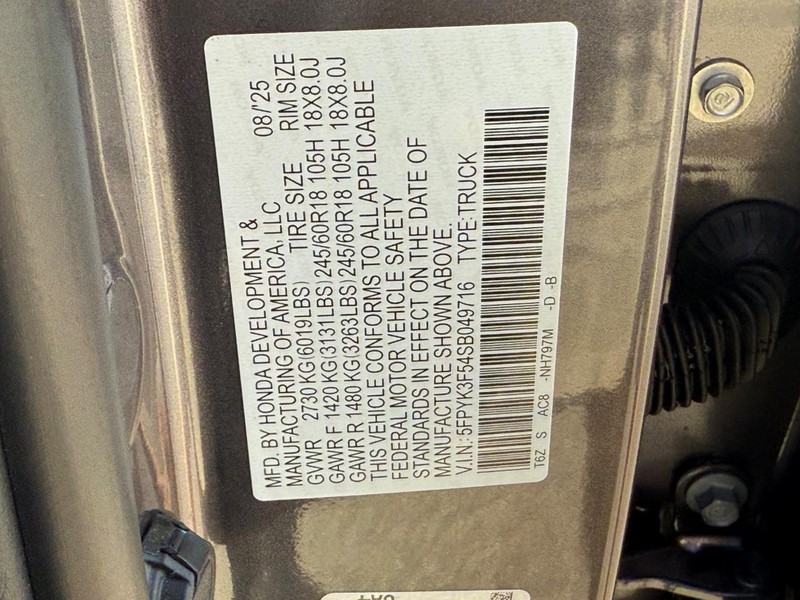 MFD. BY HONDA DEVELOPMENT &
MANUFACTURING OF AMERICA, LLC 08/'25
GVWR 2730 KG(6019LBS) TIRE SIZE RIM SIZE
GAWR F 1420 KG(3131LBS) 245/60R18 105H 18X8.0J
GAWR R 1480 KG(3263LBS) 245/60R18 105H 18X8.0J
THIS VEHICLE CONFORMS TO ALL APPLICABLE
FEDERAL MOTOR VEHICLE SAFETY
STANDARDS IN EFFECT ON THE DATE OF
MANUFACTURE SHOWN ABOVE.
V.I.N.: 5FPYK3F54SB049716 TYPE:TRUCK
T6Z S AC8 -NH797M -D -B